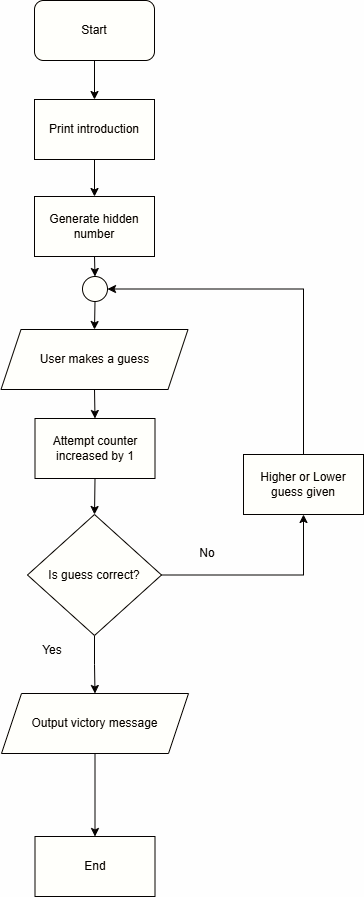 Start
Print introduction
Generate hidden
number
User makes a guess
Attempt counter
increased by 1
Higher or Lower
guess given
Is guess correct?
No
Yes
Output victory message
End